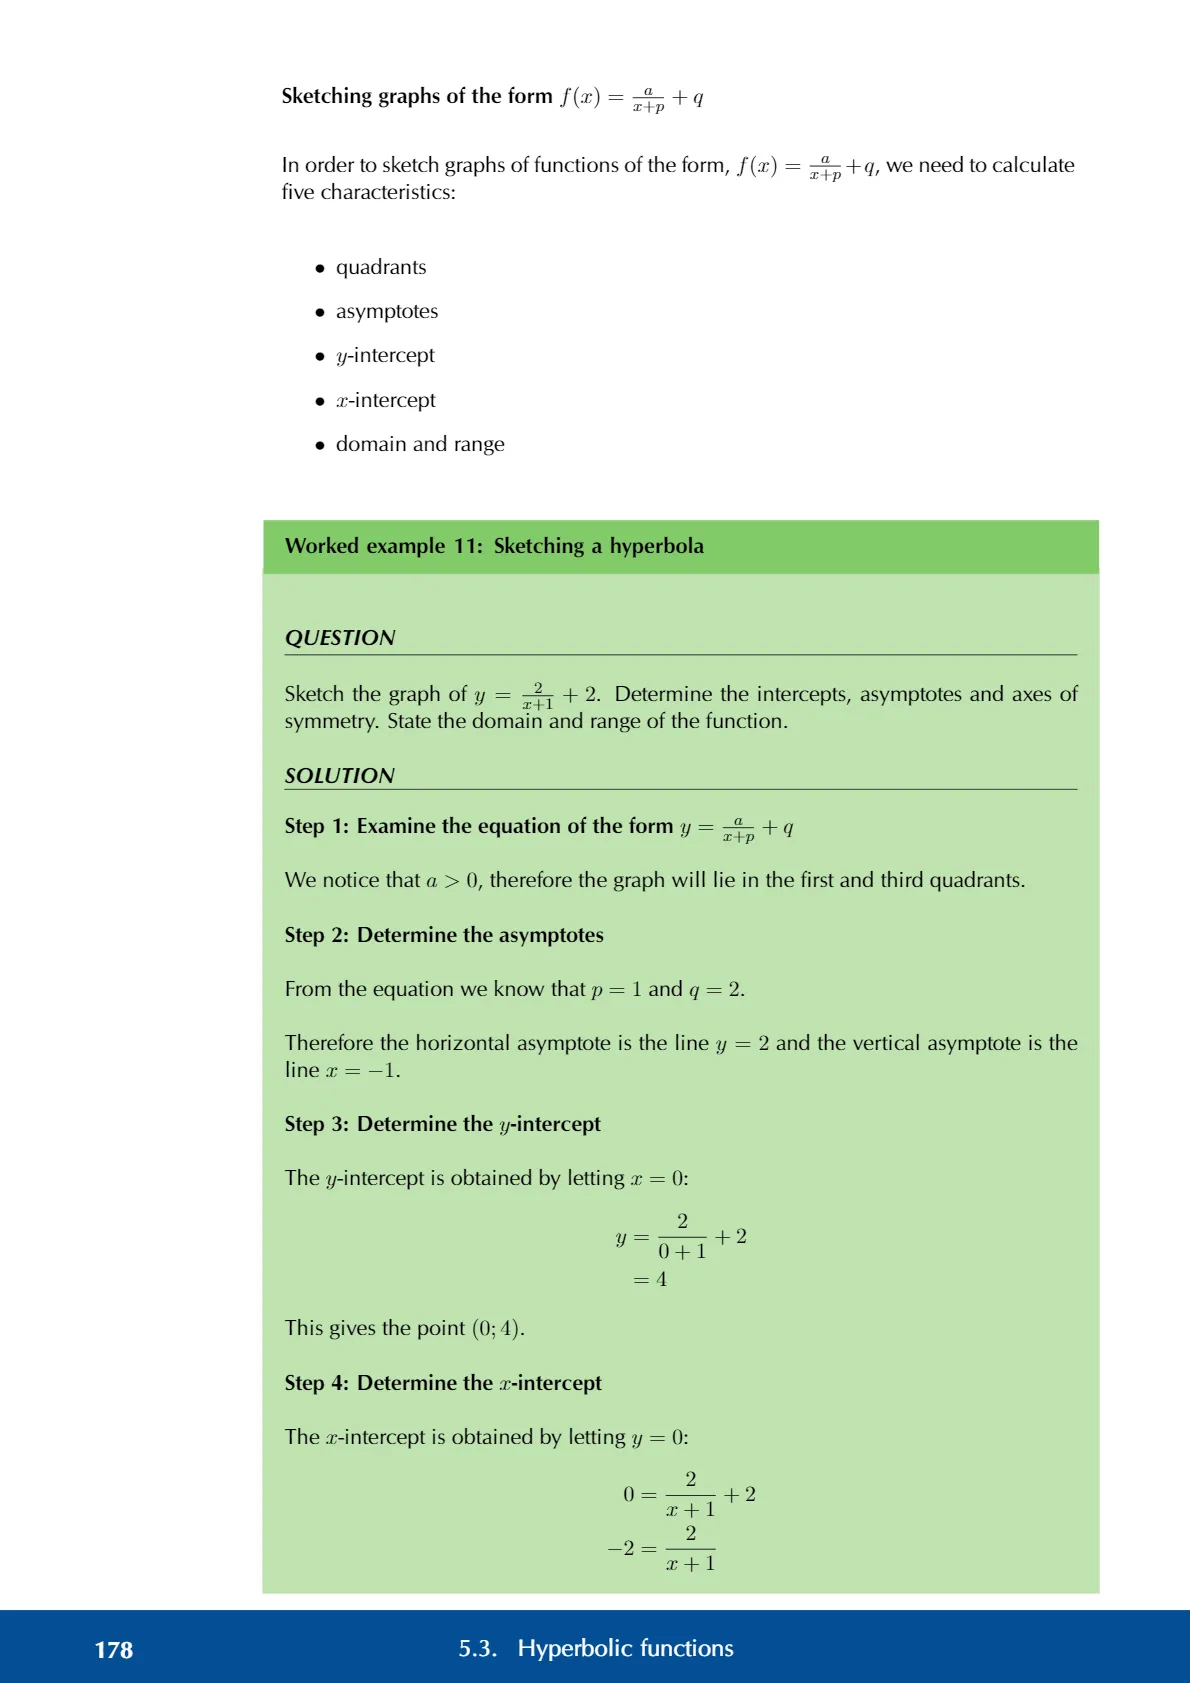 Sketching graphs of the form f(x) = a/(x+p) + q
In order to sketch graphs of functions of the form, f(x) = a/(x+p) + q, we need to calculate
five characteristics:
• quadrants
• asymptotes
• y-intercept
• x-intercept
• domain and range
Worked example 11: Sketching a hyperbola
QUESTION
Sketch the graph of y = 2/(x+1) + 2. Determine the intercepts, asymptotes and axes of
symmetry. State the domain and range of the function.
SOLUTION
Step 1: Examine the equation of the form y = a/(x+p) + q
We notice that a > 0, therefore the graph will lie in the first and third quadrants.
Step 2: Determine the asymptotes
From the equation we know that p = 1 and q = 2.
Therefore the horizontal asymptote is the line y = 2 and the vertical asymptote is the
line x = −1.
Step 3: Determine the y-intercept
The y-intercept is obtained by letting x = 0:
y = 2/(0 + 1) + 2
= 4
This gives the point (0; 4).
Step 4: Determine the x-intercept
The x-intercept is obtained by letting y = 0:
0 = 2/(x + 1) + 2
−2 = 2/(x + 1)
178 5.3. Hyperbolic functions